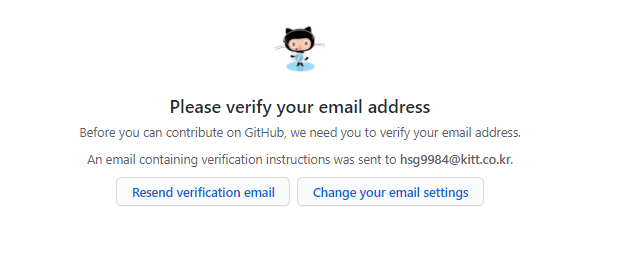 Please verify your email address
Before you can contribute on GitHub, we need you to verify your email address.
An email containing verification instructions was sent to hsg9984@kitt.co.kr.
Resend verification email
Change your email settings